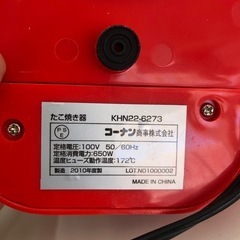 たこ焼き器 KHN22-6273
PSE コーナン商事株式会社
定格電圧:100V 50/60Hz
定格消費電力:650W
温度ヒューズ動作温度:172℃
製造:2010年度製 LOT.NO1000002
MADE IN CHINA